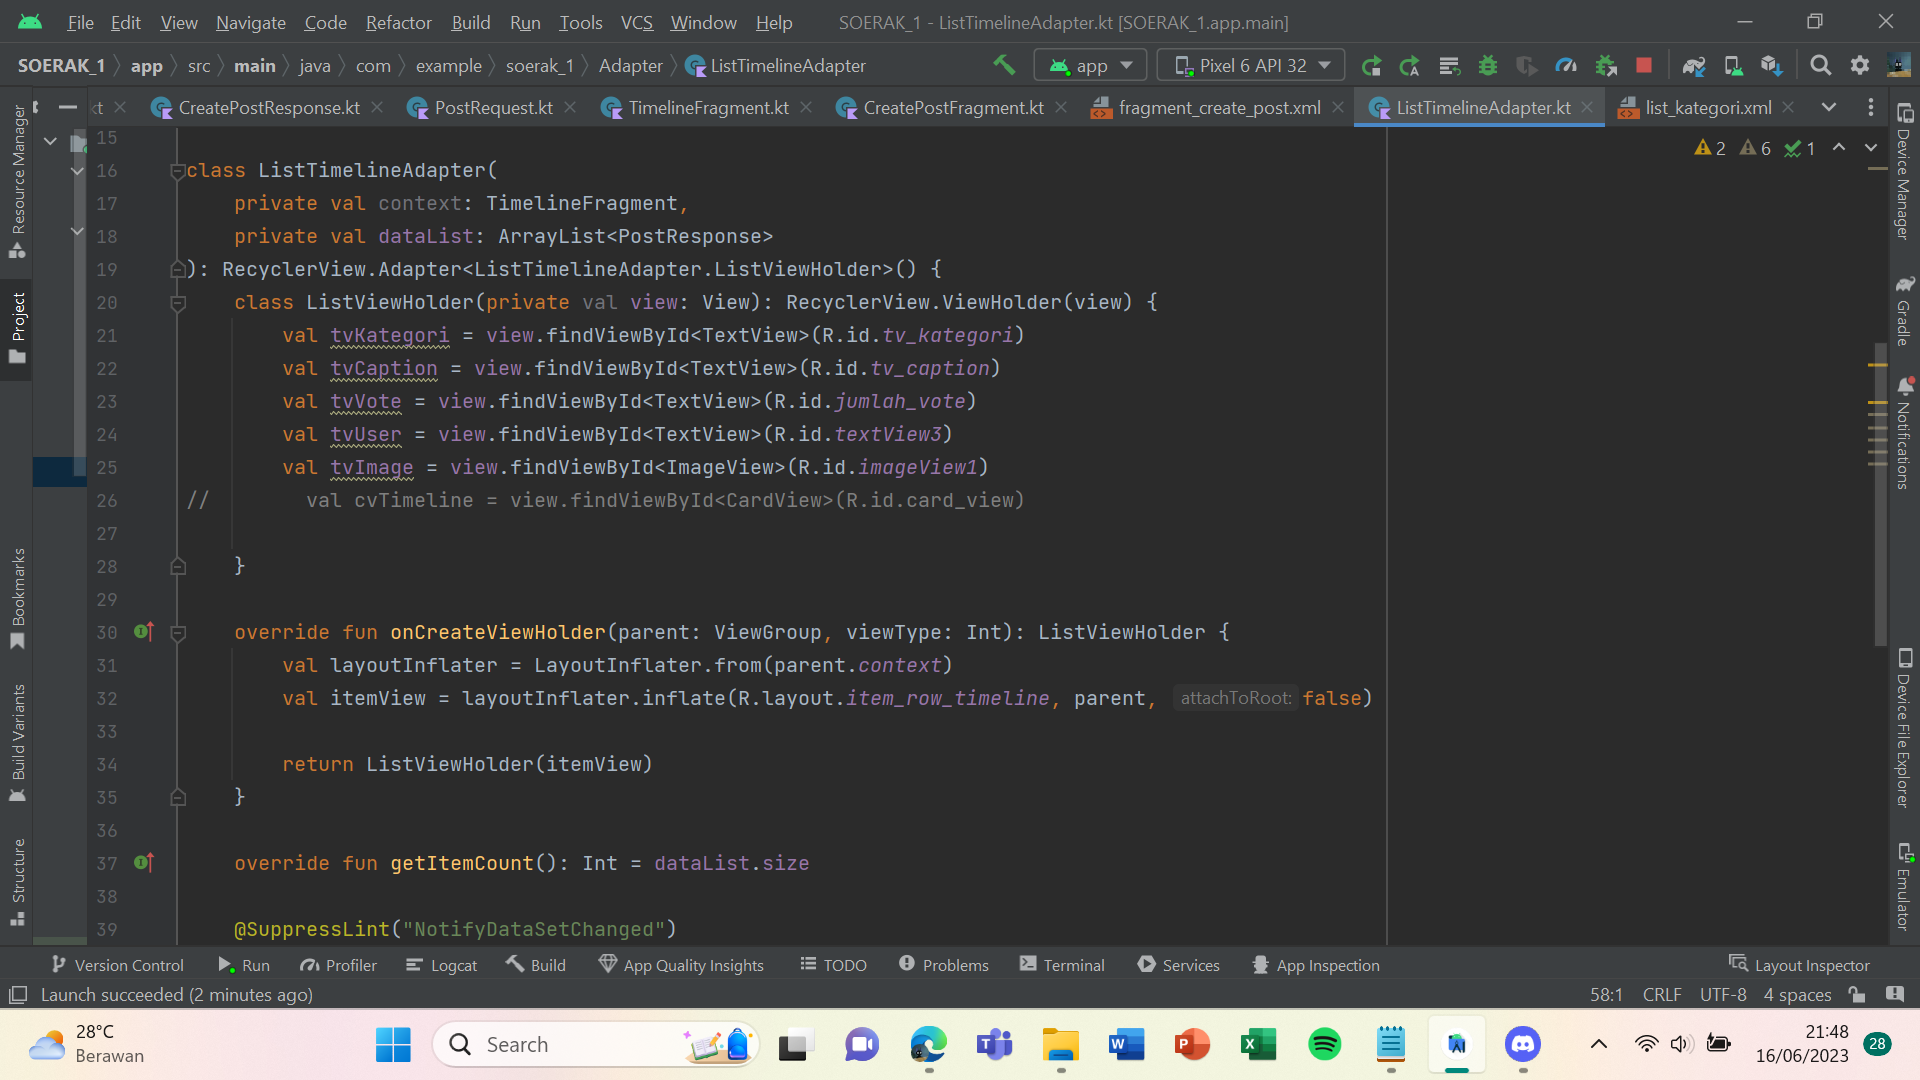 File Edit View Navigate Code Refactor Build Run Tools VCS Window Help SOERAK_1 - ListTimelineAdapter.kt [SOERAK_1.app.main]
SOERAK_1 app src main java com example soerak_1 Adapter ListTimelineAdapter app Pixel 6 API 32
kt CreatePostResponse.kt PostRequest.kt TimelineFragment.kt CreatePostFragment.kt fragment_create_post.xml ListTimelineAdapter.kt list_kategori.xml
2 6 1
Resource Manager
Project
Bookmarks
Build Variants
Structure
15
16 class ListTimelineAdapter(
17 private val context: TimelineFragment,
18 private val dataList: ArrayList<PostResponse>
19 ): RecyclerView.Adapter<ListTimelineAdapter.ListViewHolder>() {
20 class ListViewHolder(private val view: View): RecyclerView.ViewHolder(view) {
21 val tvKategori = view.findViewById<TextView>(R.id.tv_kategori)
22 val tvCaption = view.findViewById<TextView>(R.id.tv_caption)
23 val tvVote = view.findViewById<TextView>(R.id.jumlah_vote)
24 val tvUser = view.findViewById<TextView>(R.id.textView3)
25 val tvImage = view.findViewById<ImageView>(R.id.imageView1)
26 // val cvTimeline = view.findViewById<CardView>(R.id.card_view)
27
28 }
29
30 override fun onCreateViewHolder(parent: ViewGroup, viewType: Int): ListViewHolder {
31 val layoutInflater = LayoutInflater.from(parent.context)
32 val itemView = layoutInflater.inflate(R.layout.item_row_timeline, parent, attachToRoot: false)
33
34 return ListViewHolder(itemView)
35 }
36
37 override fun getItemCount(): Int = dataList.size
38
39 @SuppressLint("NotifyDataSetChanged")
Device Manager
Gradle
Notifications
Device File Explorer
Emulator
Version Control Run Profiler Logcat Build App Quality Insights TODO Problems Terminal Services App Inspection Layout Inspector
Launch succeeded (2 minutes ago) 58:1 CRLF UTF-8 4 spaces
28°C
Berawan
Search
21:48
16/06/2023
28